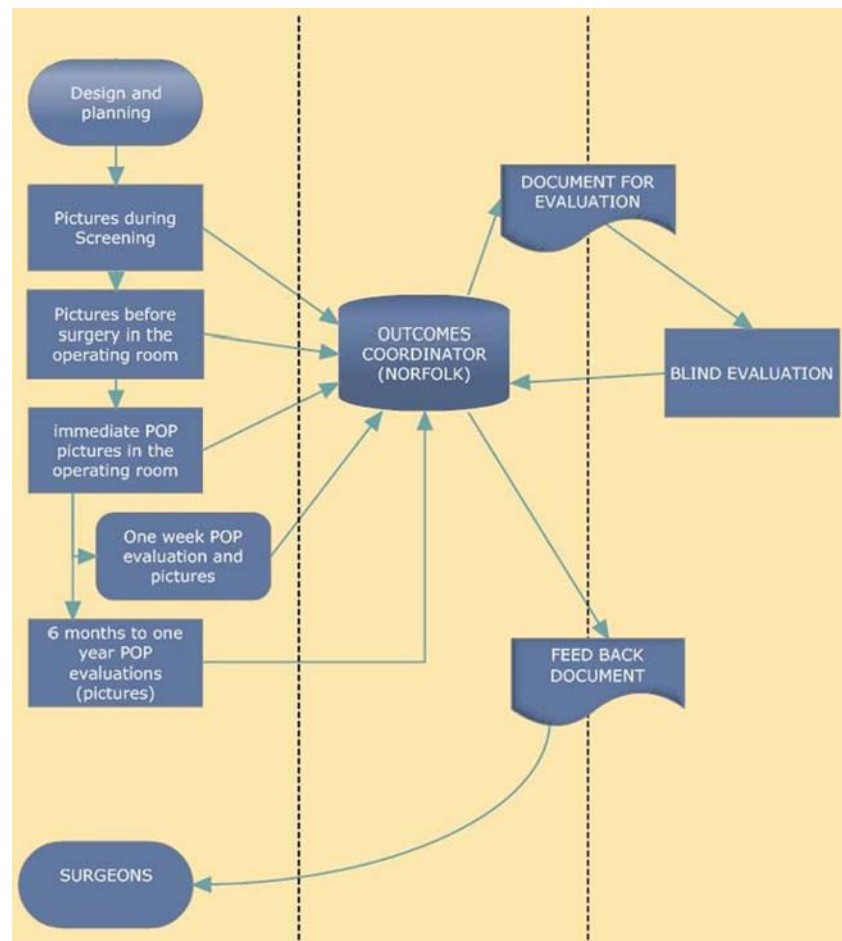 Design and
planning
Pictures during
Screening
Pictures before
surgery in the
operating room
immediate POP
pictures in the
operating room
One week POP
evaluation and
pictures
6 months to one
year POP
evaluations
(pictures)
SURGEONS
OUTCOMES
COORDINATOR
(NORFOLK)
DOCUMENT FOR
EVALUATION
BLIND EVALUATION
FEED BACK
DOCUMENT